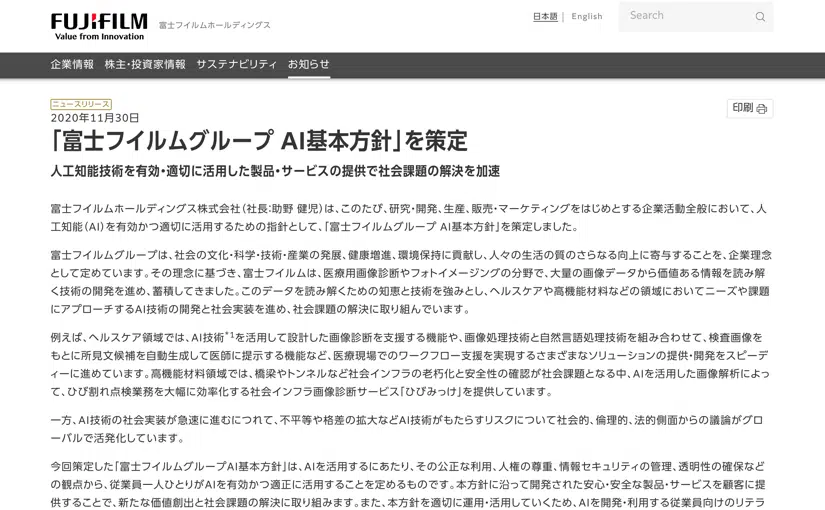 FUJIFILM
Value from Innovation
富士フイルムホールディングス
日本語 | English
Search
企業情報 株主・投資家情報 サステナビリティ お知らせ
ニュースリリース
2020年11月30日
印刷
「富士フイルムグループ AI基本方針」を策定
人工知能技術を有効・適切に活用した製品・サービスの提供で社会課題の解決を加速
富士フイルムホールディングス株式会社（社長：助野 健児）は、このたび、研究・開発、生産、販売・マーケティングをはじめとする企業活動全般において、人
工知能（AI）を有効かつ適切に活用するための指針として、「富士フイルムグループ AI基本方針」を策定しました。
富士フイルムグループは、社会の文化・科学・技術・産業の発展、健康増進、環境保持に貢献し、人々の生活の質のさらなる向上に寄与することを、企業理念
として定めています。その理念に基づき、富士フイルムは、医療用画像診断やフォトイメージングの分野で、大量の画像データから価値ある情報を読み解
く技術の開発を進め、蓄積してきました。このデータを読み解くための知恵と技術を強みとし、ヘルスケアや高機能材料などの領域においてニーズや課題
にアプローチするAI技術の開発と社会実装を進め、社会課題の解決に取り組んでいます。
例えば、ヘルスケア領域では、AI技術*1を活用して設計した画像診断を支援する機能や、画像処理技術と自然言語処理技術を組み合わせて、検査画像を
もとに所見文候補を自動生成して医師に提示する機能など、医療現場でのワークフロー支援を実現するさまざまなソリューションの提供・開発をスピーデ
ィーに進めています。高機能材料領域では、橋梁やトンネルなど社会インフラの老朽化と安全性の確認が社会課題となる中、AIを活用した画像解析によっ
て、ひび割れ点検業務を大幅に効率化する社会インフラ画像診断サービス「ひびみっけ」を提供しています。
一方、AI技術の社会実装が急速に進むにつれて、不平等や格差の拡大などAI技術がもたらすリスクについて社会的、倫理的、法的側面からの議論がグロ
ーバルで活発化しています。
今回策定した「富士フイルムグループAI基本方針」は、AIを活用するにあたり、その公正な利用、人権の尊重、情報セキュリティの管理、透明性の確保など
の観点から、従業員一人ひとりがAIを有効かつ適正に活用することを定めるものです。本方針に沿って開発された安心・安全な製品・サービスを顧客に提
供することで、新たな価値創出と社会課題の解決に取り組みます。また、本方針を適切に運用・活用していくため、AIを開発・利用する従業員向けのリテラ